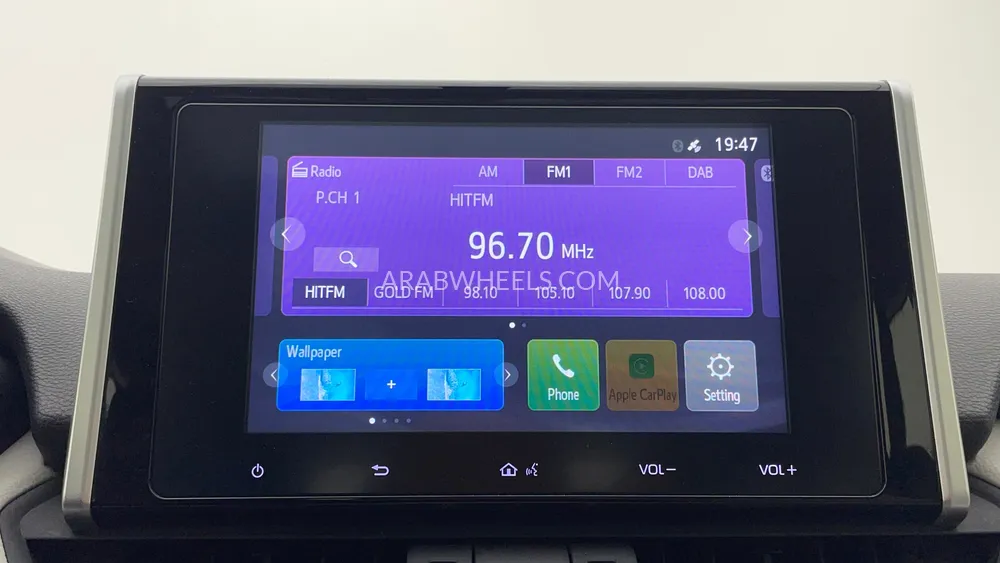 19:47
Radio AM FM1 FM2 DAB
P.CH 1 HITFM
96.70 MHz
ARABWHEELS.COM
HITFM GOLD FM 98.10 105.10 107.90 108.00
Wallpaper
+
Phone Apple CarPlay Setting
VOL− VOL+